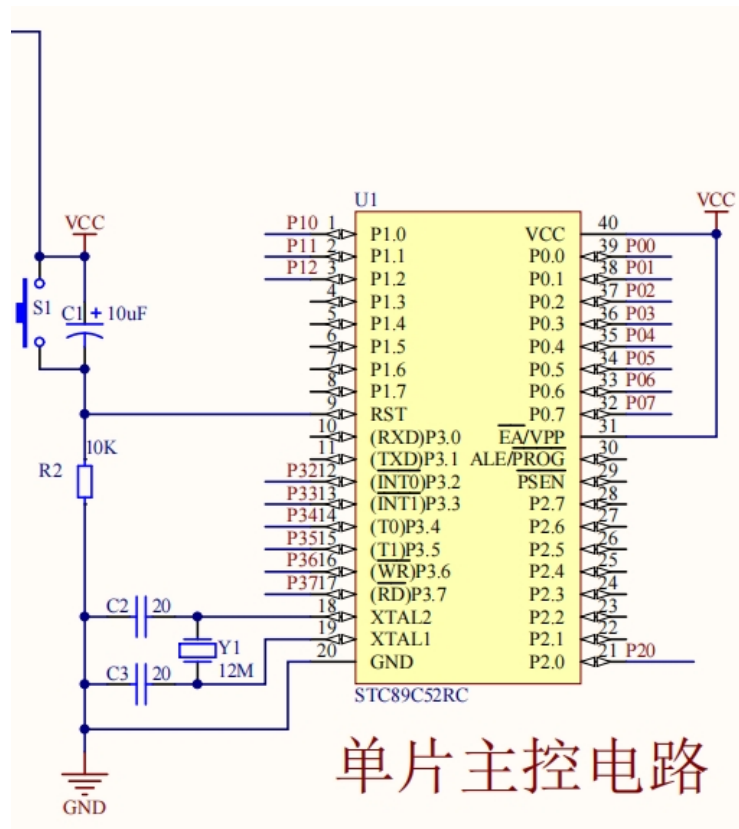 U1
VCC
VCC
P10 1 P1.0 VCC 40
P11 2 P1.1 P0.0 39 P00
P12 3 P1.2 P0.1 38 P01
4 P1.3 P0.2 37 P02
S1 C1 + 10uF 5 P1.4 P0.3 36 P03
6 P1.5 P0.4 35 P04
7 P1.6 P0.5 34 P05
8 P1.7 P0.6 33 P06
9 RST P0.7 32 P07
10 (RXD)P3.0 EA/VPP 31
10K 11 (TXD)P3.1 ALE/PROG 30
R2 P32 12 (INT0)P3.2 PSEN 29
P33 13 (INT1)P3.3 P2.7 28
P34 14 (T0)P3.4 P2.6 27
P35 15 (T1)P3.5 P2.5 26
P36 16 (WR)P3.6 P2.4 25
P37 17 (RD)P3.7 P2.3 24
C2 20 18 XTAL2 P2.2 23
Y1 19 XTAL1 P2.1 22
C3 20 12M 20 GND P2.0 21 P20
STC89C52RC
单片主控电路
GND